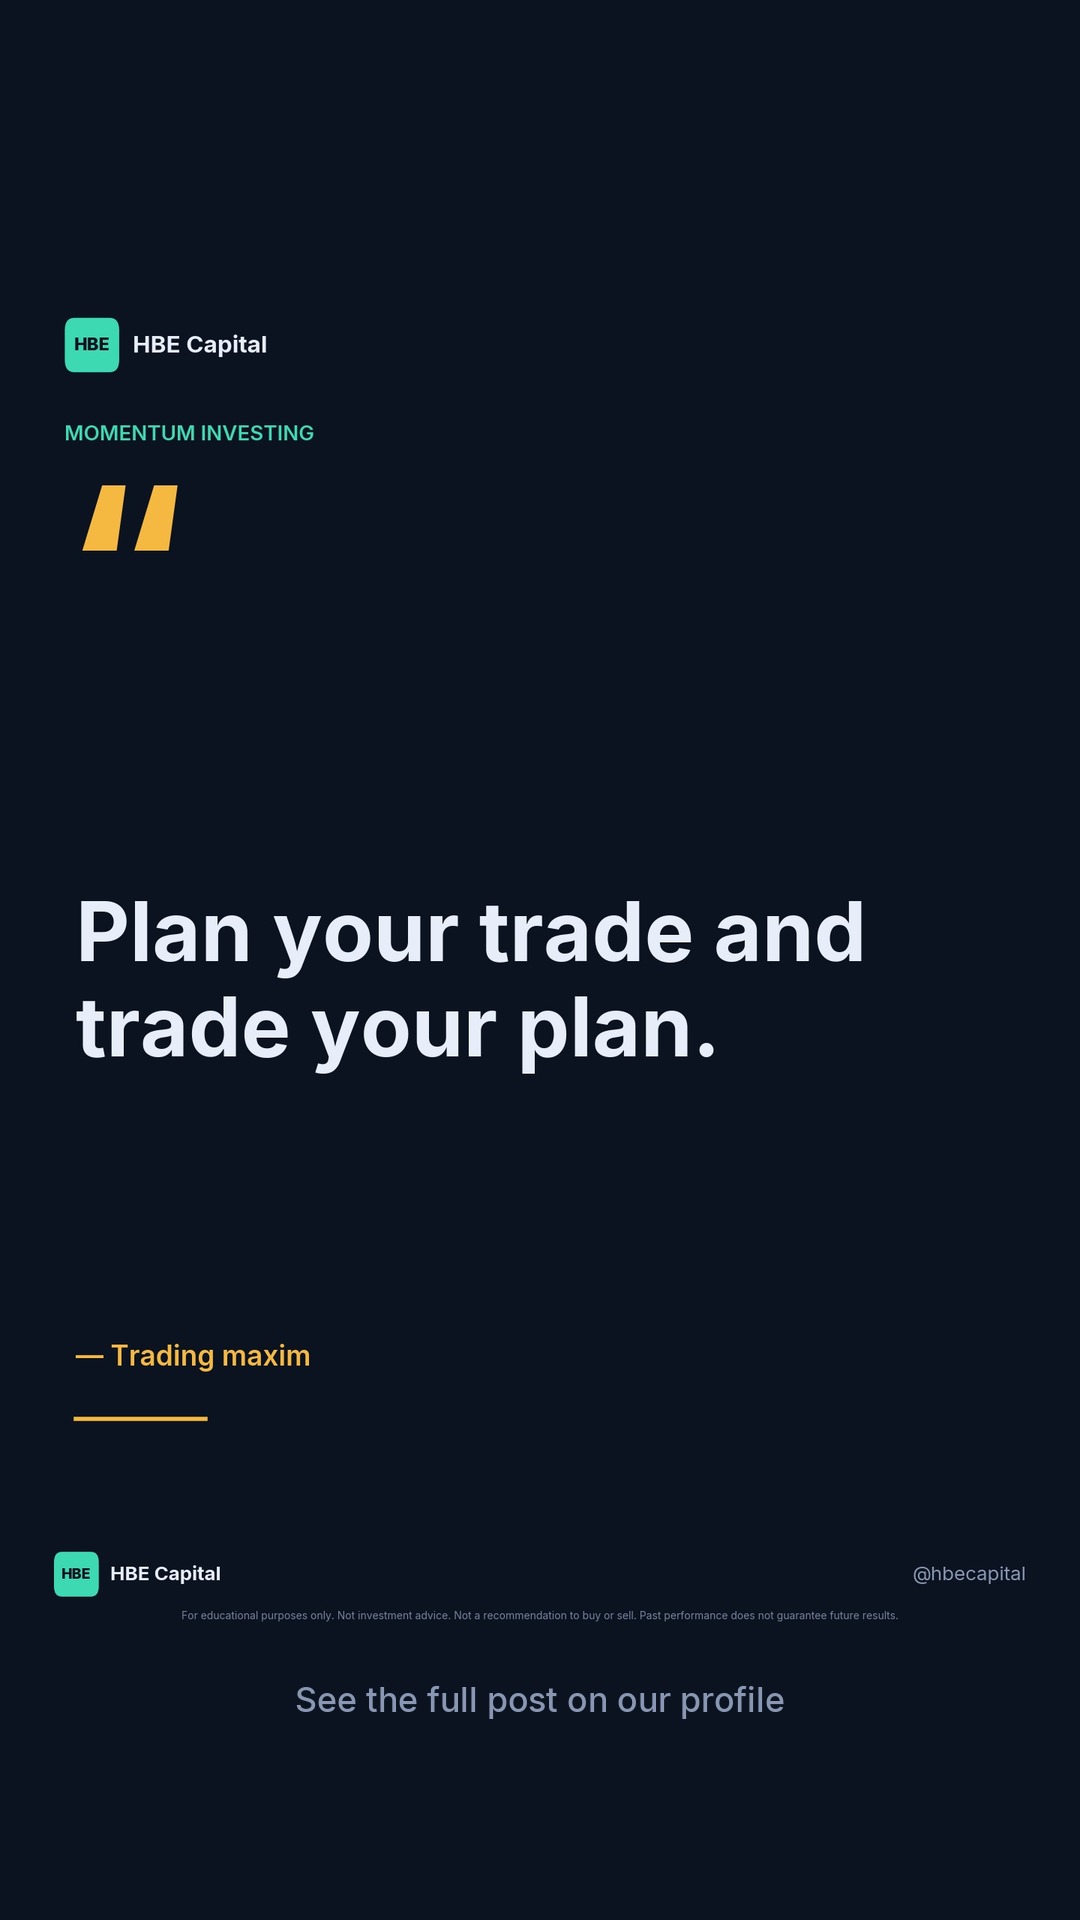 HBE HBE Capital
MOMENTUM INVESTING
"
Plan your trade and
trade your plan.
— Trading maxim
HBE HBE Capital @hbecapital
For educational purposes only. Not investment advice. Not a recommendation to buy or sell. Past performance does not guarantee future results.
See the full post on our profile